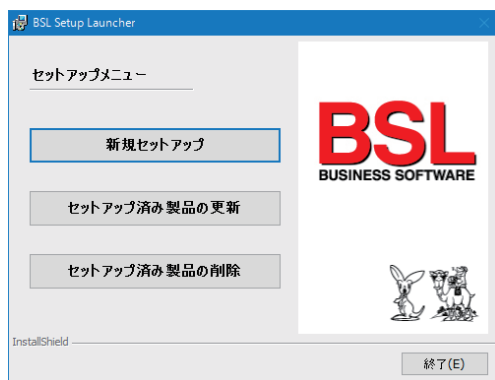 BSL Setup Launcher
セットアップメニュー
新規セットアップ
セットアップ済み製品の更新
セットアップ済み製品の削除
BSL
BUSINESS SOFTWARE
InstallShield
終了(E)